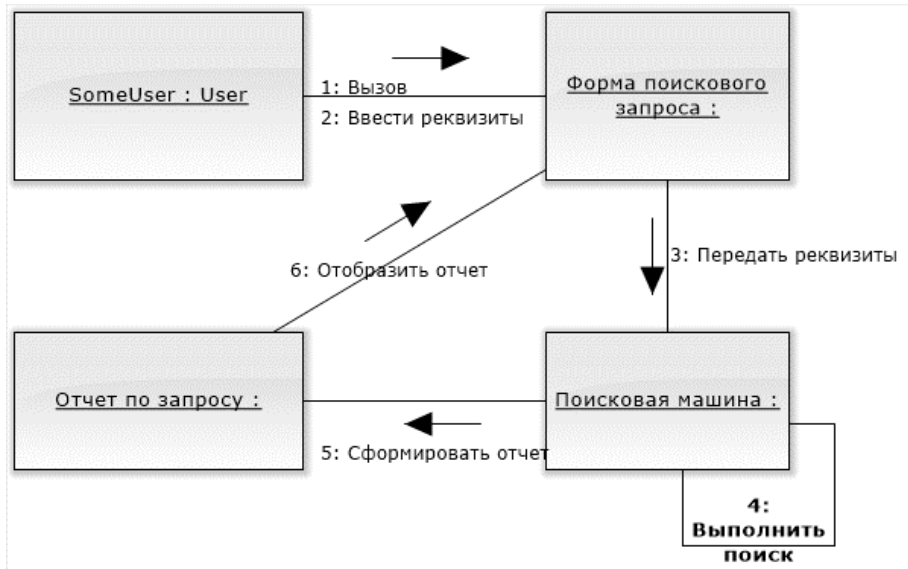 SomeUser : User
1: Вызов
2: Ввести реквизиты
Форма поискового
запроса :
3: Передать реквизиты
6: Отобразить отчет
Отчет по запросу :
Поисковая машина :
5: Сформировать отчет
4:
Выполнить
поиск